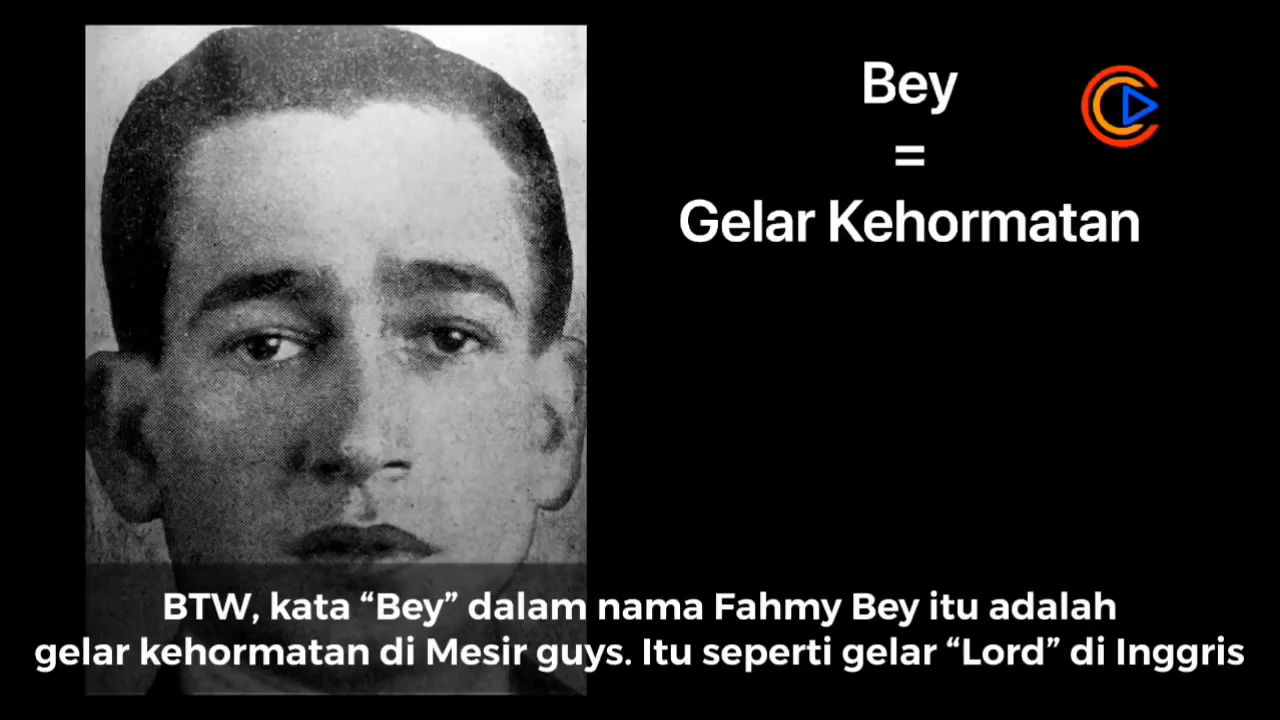 Bey
=
Gelar Kehormatan
BTW, kata “Bey” dalam nama Fahmy Bey itu adalah
gelar kehormatan di Mesir guys. Itu seperti gelar “Lord” di Inggris